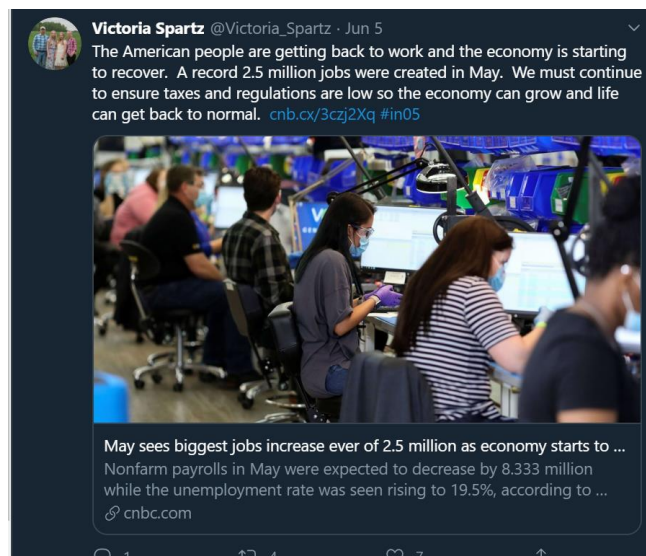 Victoria Spartz @Victoria_Spartz · Jun 5
The American people are getting back to work and the economy is starting
to recover.  A record 2.5 million jobs were created in May.  We must continue
to ensure taxes and regulations are low so the economy can grow and life
can get back to normal.  cnb.cx/3czj2Xq #in05
May sees biggest jobs increase ever of 2.5 million as economy starts to ...
Nonfarm payrolls in May were expected to decrease by 8.333 million
while the unemployment rate was seen rising to 19.5%, according to ...
cnbc.com